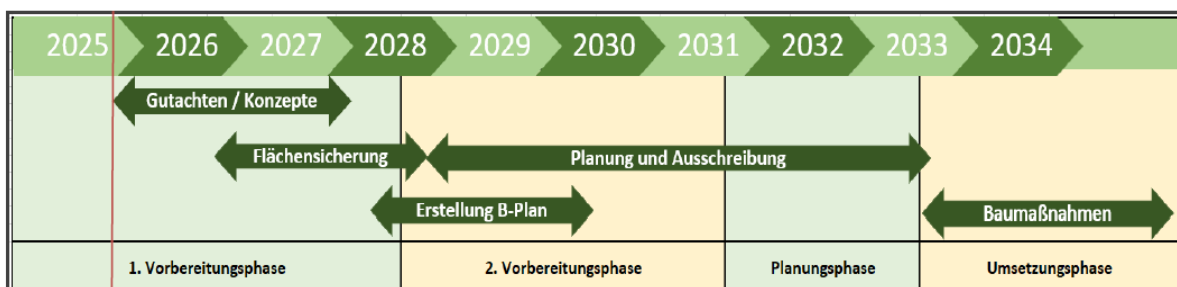 2025 2026 2027 2028 2029 2030 2031 2032 2033 2034
Gutachten / Konzepte
Flächensicherung
Planung und Ausschreibung
Erstellung B-Plan
Baumaßnahmen
1. Vorbereitungsphase
2. Vorbereitungsphase
Planungsphase
Umsetzungsphase